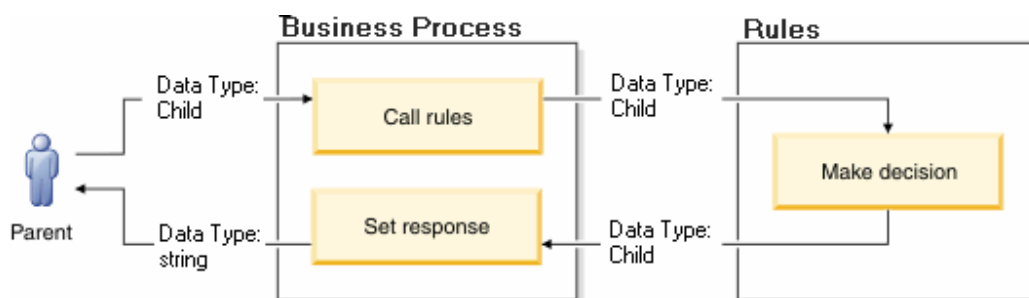 Business Process
Rules
Data Type:
Child
Call rules
Data Type:
Child
Make decision
Parent
Data Type:
string
Set response
Data Type:
Child